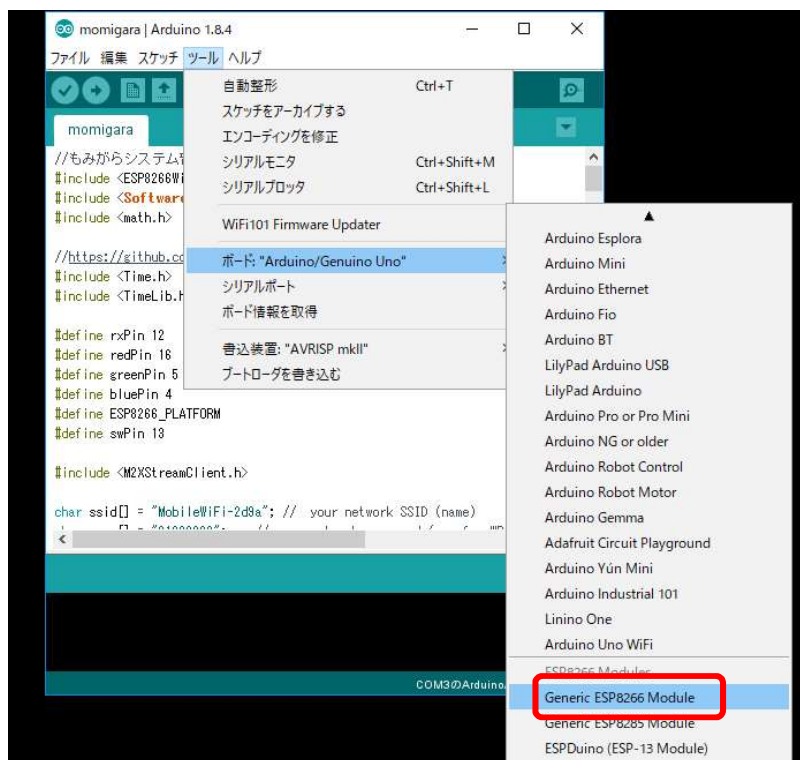 momigara | Arduino 1.8.4
ファイル 編集 スケッチ ツール ヘルプ
momigara
//もみがらシステム
#include <ESP8266Wi
#include <Software
#include <math.h>
//https://github.co
#include <Time.h>
#include <TimeLib.h
#define rxPin 12
#define redPin 16
#define greenPin 5
#define bluePin 4
#define ESP8266_PLATFORM
#define swPin 13
#include <M2XStreamClient.h>
char ssid[] = "MobileWiFi-2d9a"; // your network SSID (name)
自動整形 Ctrl+T
スケッチをアーカイブする
エンコーディングを修正
シリアルモニタ Ctrl+Shift+M
シリアルプロッタ Ctrl+Shift+L
WiFi101 Firmware Updater
ボード: "Arduino/Genuino Uno"
シリアルポート
ボード情報を取得
書込装置: "AVRISP mkII"
ブートローダを書き込む
Arduino Esplora
Arduino Mini
Arduino Ethernet
Arduino Fio
Arduino BT
LilyPad Arduino USB
LilyPad Arduino
Arduino Pro or Pro Mini
Arduino NG or older
Arduino Robot Control
Arduino Robot Motor
Arduino Gemma
Adafruit Circuit Playground
Arduino Yún Mini
Arduino Industrial 101
Linino One
Arduino Uno WiFi
ESP8266 Modules
Generic ESP8266 Module
Generic ESP8285 Module
ESPDuino (ESP-13 Module)
COM3のArduino